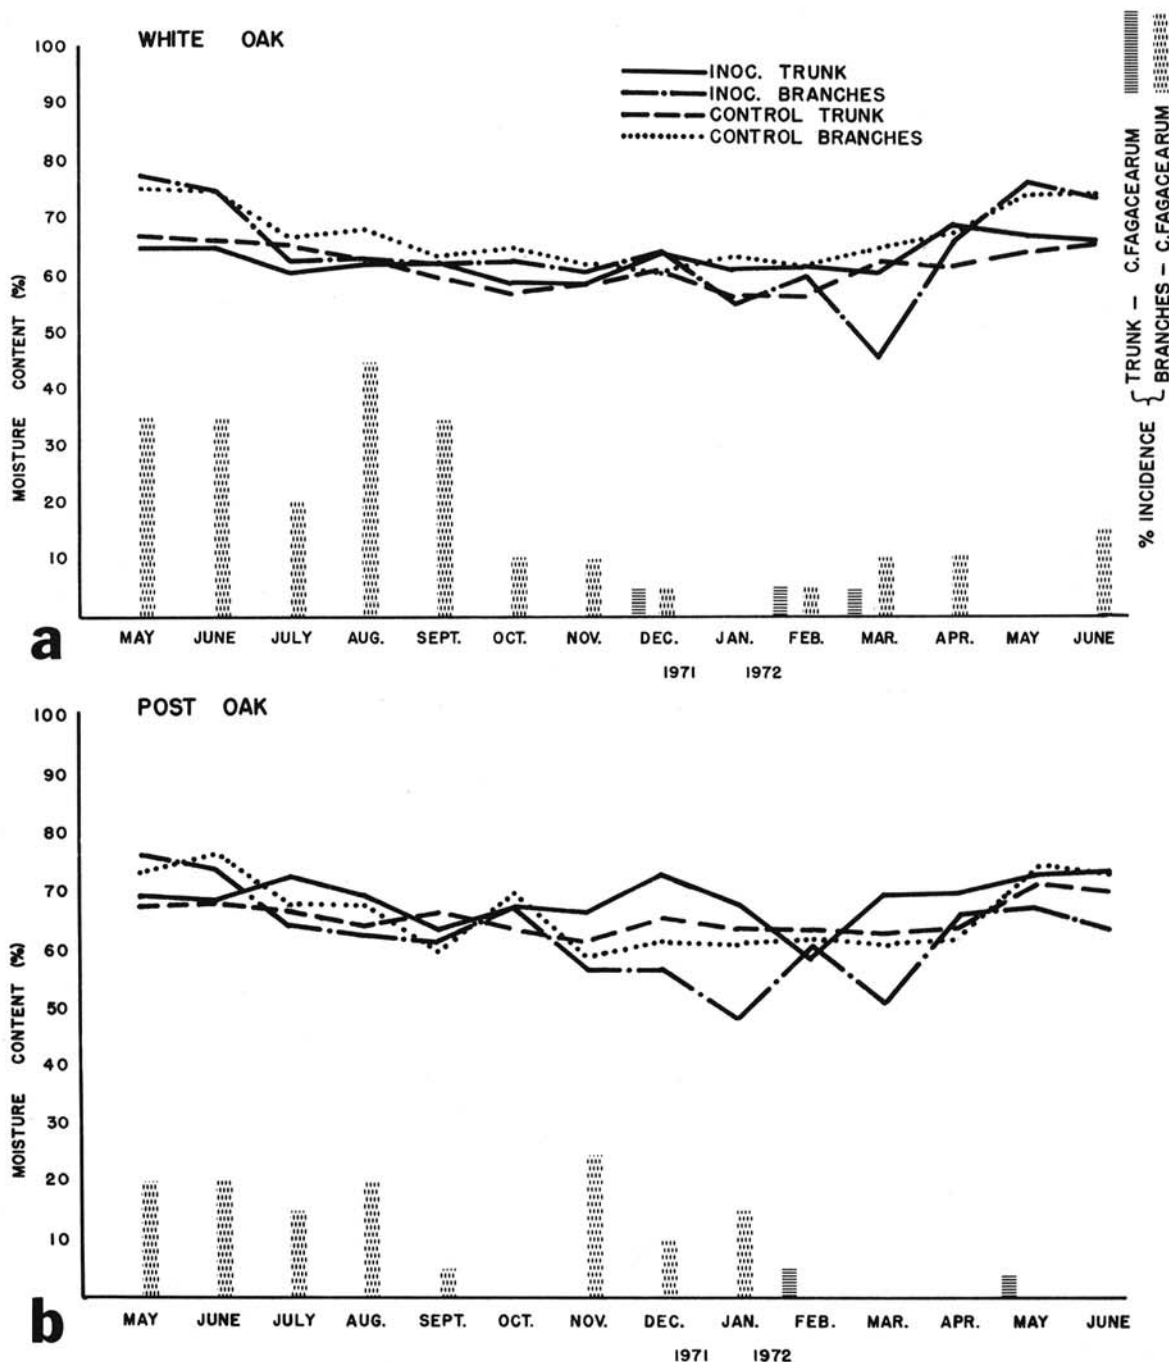 WHITE OAK
INOC. TRUNK
INOC. BRANCHES
CONTROL TRUNK
CONTROL BRANCHES
100
90
80
70
60
50
40
30
20
10
MOISTURE CONTENT (%)
% INCIDENCE { TRUNK – C.FAGACEARUM
BRANCHES – C.FAGACEARUM
MAY JUNE JULY AUG. SEPT. OCT. NOV. DEC. JAN. FEB. MAR. APR. MAY JUNE
1971 1972
a
POST OAK
100
90
80
70
60
50
40
30
20
10
MOISTURE CONTENT (%)
MAY JUNE JULY AUG. SEPT. OCT. NOV. DEC. JAN. FEB. MAR. APR. MAY JUNE
1971 1972
b